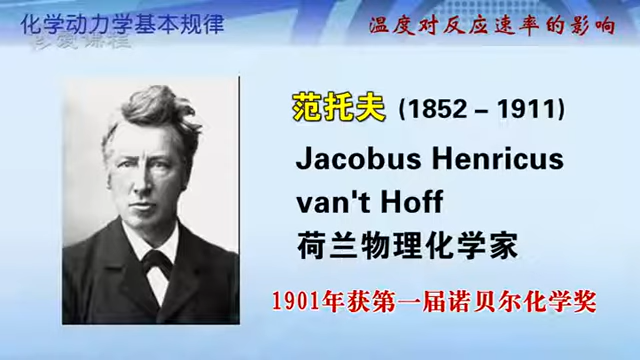 化学动力学基本规律
温度对反应速率的影响
范托夫 (1852 – 1911)
Jacobus Henricus
van't Hoff
荷兰物理化学家
1901年获第一届诺贝尔化学奖